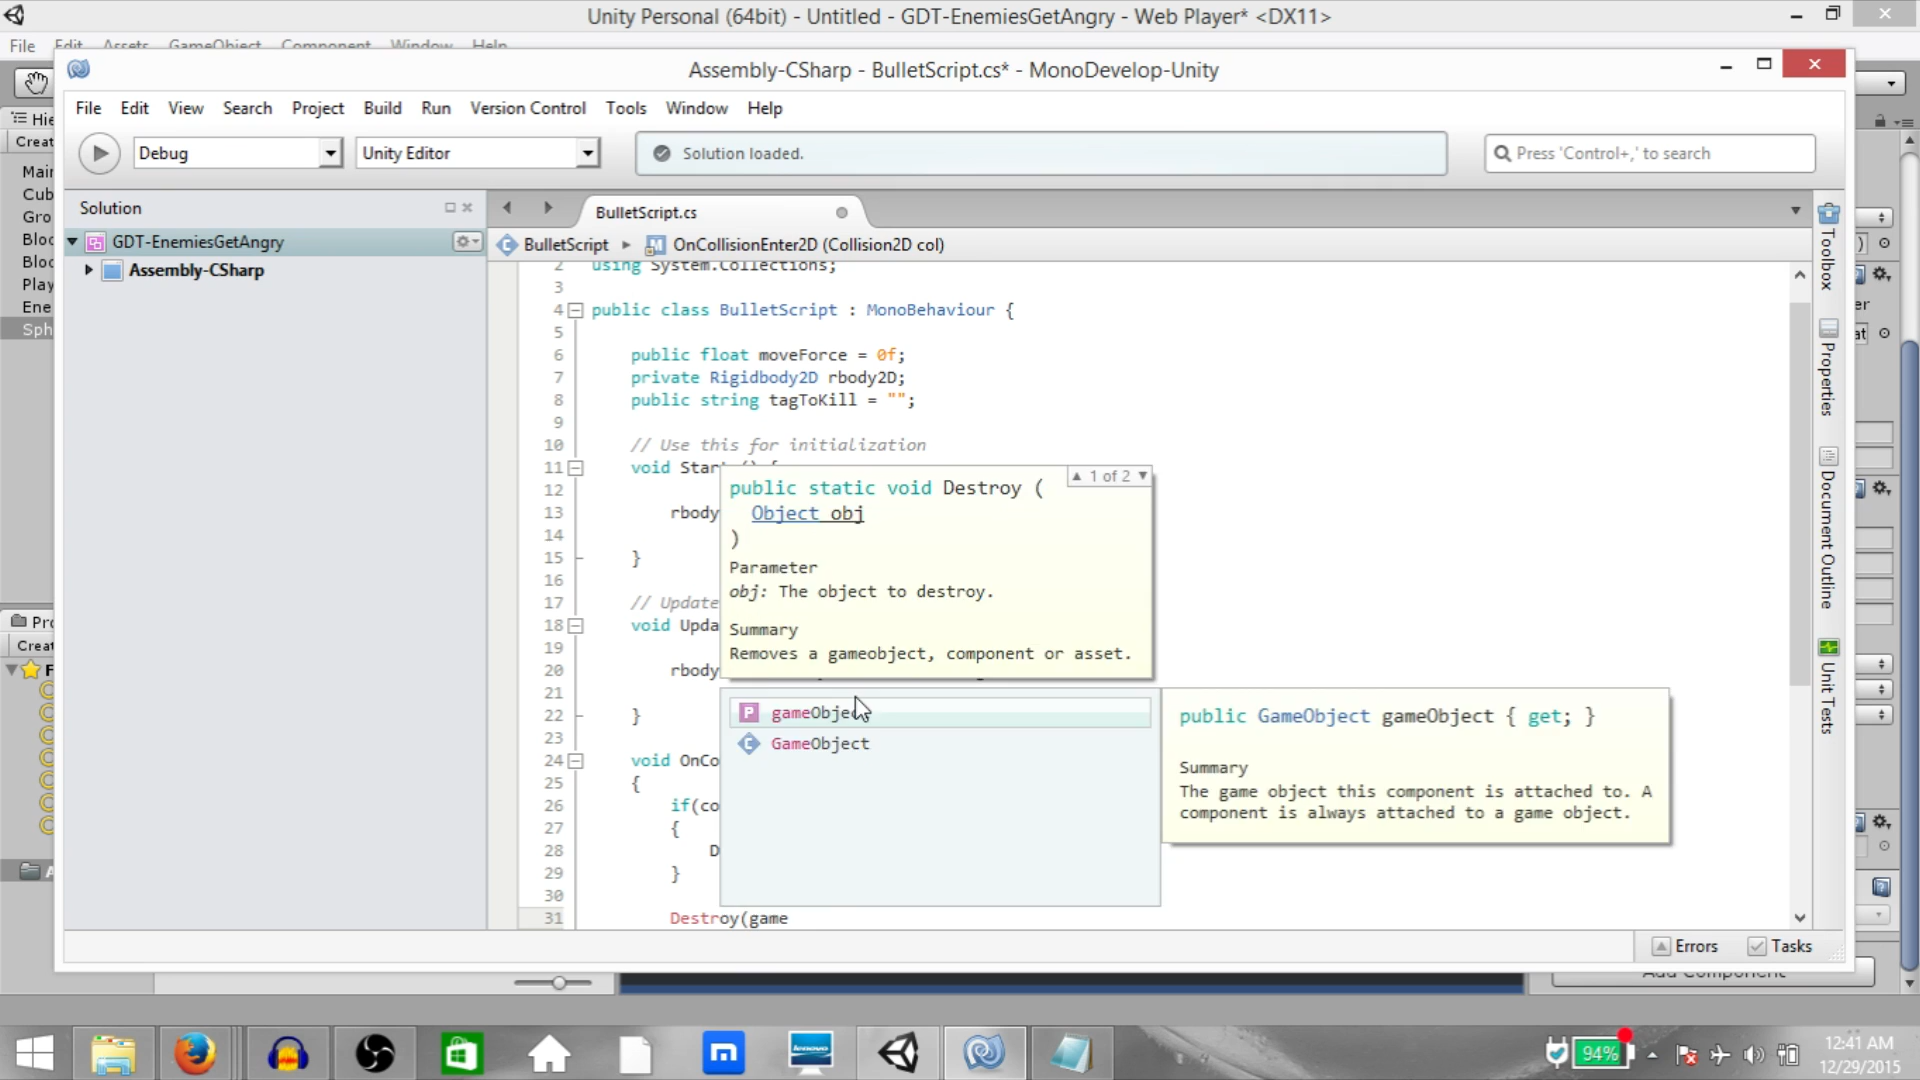 Unity Personal (64bit) - Untitled - GDT-EnemiesGetAngry - Web Player* <DX11>
File Edit Assets GameObject Component Window Help
Assembly-CSharp - BulletScript.cs* - MonoDevelop-Unity
File Edit View Search Project Build Run Version Control Tools Window Help
Debug
Unity Editor
Solution loaded.
Press 'Control+,' to search
Hie
Creat
Main
Cub
Gro
Bloc
Bloc
Play
Ene
Sph
Pro
Creat
F
A
Solution
GDT-EnemiesGetAngry
Assembly-CSharp
BulletScript.cs
BulletScript
OnCollisionEnter2D (Collision2D col)
2 using System.Collections;
3
4 public class BulletScript : MonoBehaviour {
5
6 public float moveForce = 0f;
7 private Rigidbody2D rbody2D;
8 public string tagToKill = "";
9
10 // Use this for initialization
11 void Start () {
12
13 rbody
14
15 }
16
17 // Update
18 void Upda
19
20 rbody
21
22 }
23
24 void OnCo
25 {
26 if(co
27 {
28 D
29 }
30
31 Destroy(game
1 of 2
public static void Destroy (
Object obj
)
Parameter
obj: The object to destroy.
Summary
Removes a gameobject, component or asset.
P gameObject
C GameObject
public GameObject gameObject { get; }
Summary
The game object this component is attached to. A
component is always attached to a game object.
Toolbox
Properties
Document Outline
Unit Tests
er
at
Errors
Tasks
Add Component
94%
12:41 AM
12/29/2015
lenovo
m